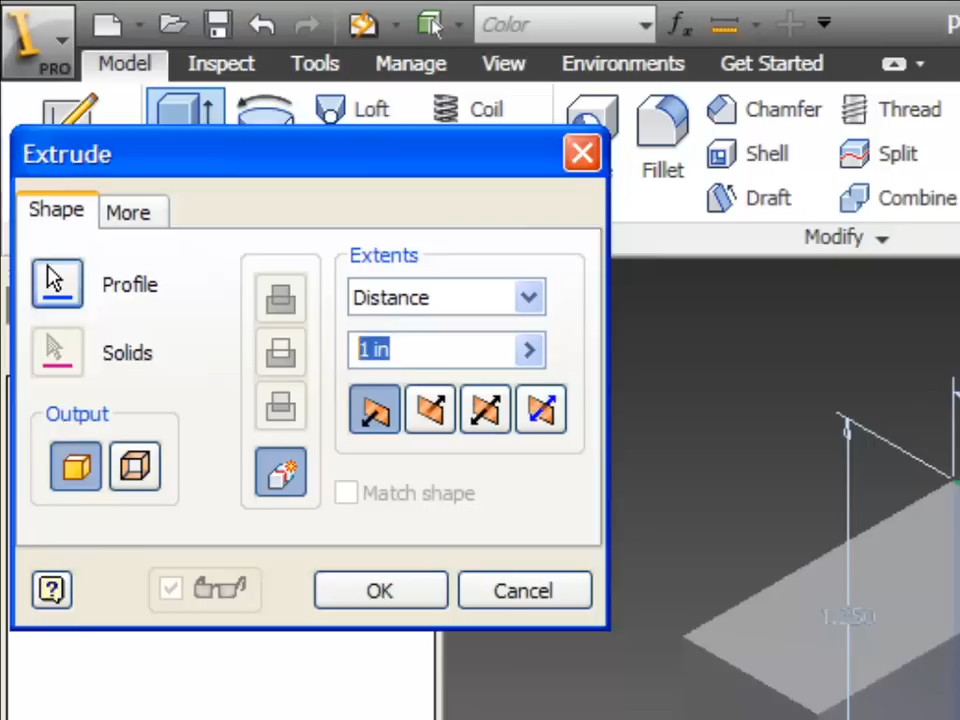 Color
fx
P
PRO
Model Inspect Tools Manage View Environments Get Started
Loft Coil Chamfer Thread
Fillet Shell Split
Draft Combine
Modify
Extrude
Shape More
Extents
Profile Distance
Solids 1 in
Output
Match shape
OK Cancel
1.250